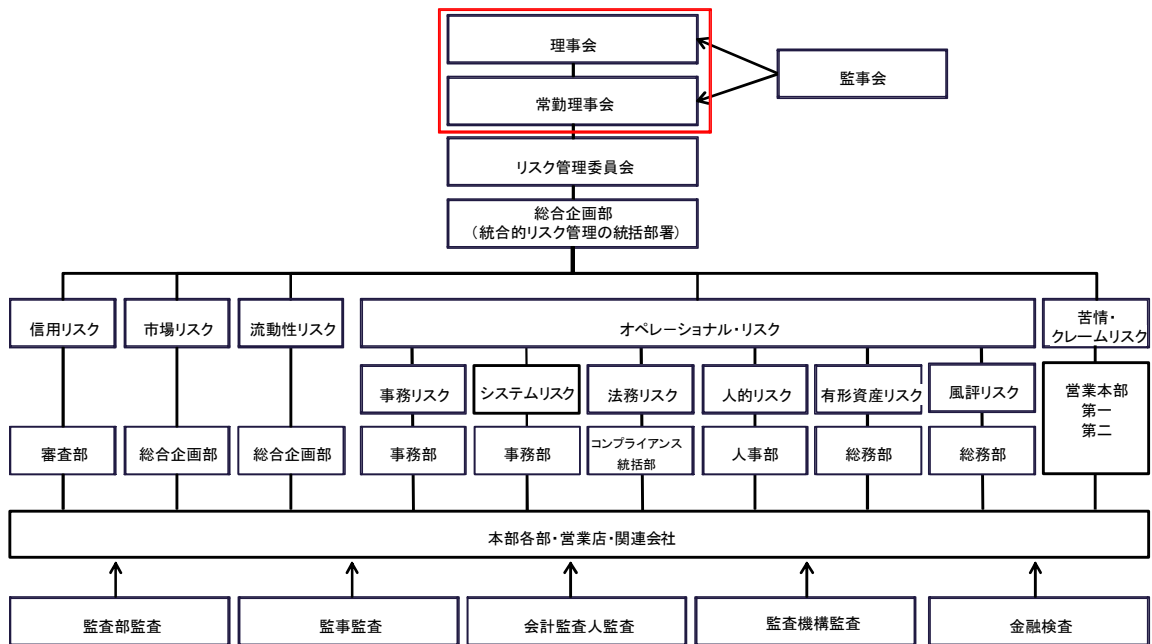 理事会
監事会
常勤理事会
リスク管理委員会
総合企画部
（統合的リスク管理の統括部署）
信用リスク
市場リスク
流動性リスク
オペレーショナル・リスク
苦情・
クレームリスク
事務リスク
システムリスク
法務リスク
人的リスク
有形資産リスク
風評リスク
営業本部
第一
第二
審査部
総合企画部
総合企画部
事務部
事務部
コンプライアンス
統括部
人事部
総務部
総務部
本部各部・営業店・関連会社
監査部監査
監事監査
会計監査人監査
監査機構監査
金融検査